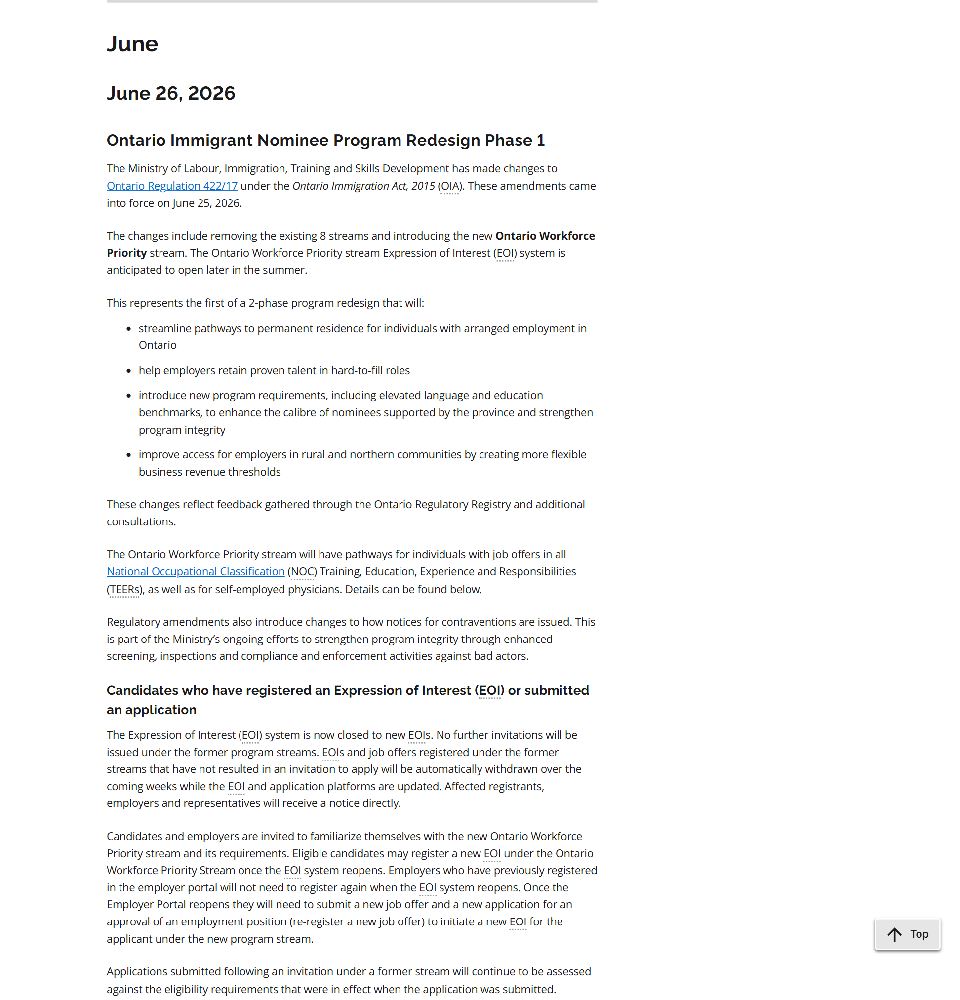 June
June 26, 2026
Ontario Immigrant Nominee Program Redesign Phase 1
The Ministry of Labour, Immigration, Training and Skills Development has made changes to
Ontario Regulation 422/17 under the Ontario Immigration Act, 2015 (OIA). These amendments came
into force on June 25, 2026.
The changes include removing the existing 8 streams and introducing the new Ontario Workforce
Priority stream. The Ontario Workforce Priority stream Expression of Interest (EOI) system is
anticipated to open later in the summer.
This represents the first of a 2-phase program redesign that will:
• streamline pathways to permanent residence for individuals with arranged employment in
Ontario
• help employers retain proven talent in hard-to-fill roles
• introduce new program requirements, including elevated language and education
benchmarks, to enhance the calibre of nominees supported by the province and strengthen
program integrity
• improve access for employers in rural and northern communities by creating more flexible
business revenue thresholds
These changes reflect feedback gathered through the Ontario Regulatory Registry and additional
consultations.
The Ontario Workforce Priority stream will have pathways for individuals with job offers in all
National Occupational Classification (NOC) Training, Education, Experience and Responsibilities
(TEERs), as well as for self-employed physicians. Details can be found below.
Regulatory amendments also introduce changes to how notices for contraventions are issued. This
is part of the Ministry’s ongoing efforts to strengthen program integrity through enhanced
screening, inspections and compliance and enforcement activities against bad actors.
Candidates who have registered an Expression of Interest (EOI) or submitted
an application
The Expression of Interest (EOI) system is now closed to new EOIs. No further invitations will be
issued under the former program streams. EOIs and job offers registered under the former
streams that have not resulted in an invitation to apply will be automatically withdrawn over the
coming weeks while the EOI and application platforms are updated. Affected registrants,
employers and representatives will receive a notice directly.
Candidates and employers are invited to familiarize themselves with the new Ontario Workforce
Priority stream and its requirements. Eligible candidates may register a new EOI under the Ontario
Workforce Priority Stream once the EOI system reopens. Employers who have previously registered
in the employer portal will not need to register again when the EOI system reopens. Once the
Employer Portal reopens they will need to submit a new job offer and a new application for an
approval of an employment position (re-register a new job offer) to initiate a new EOI for the
applicant under the new program stream.
Top
Applications submitted following an invitation under a former stream will continue to be assessed
against the eligibility requirements that were in effect when the application was submitted.